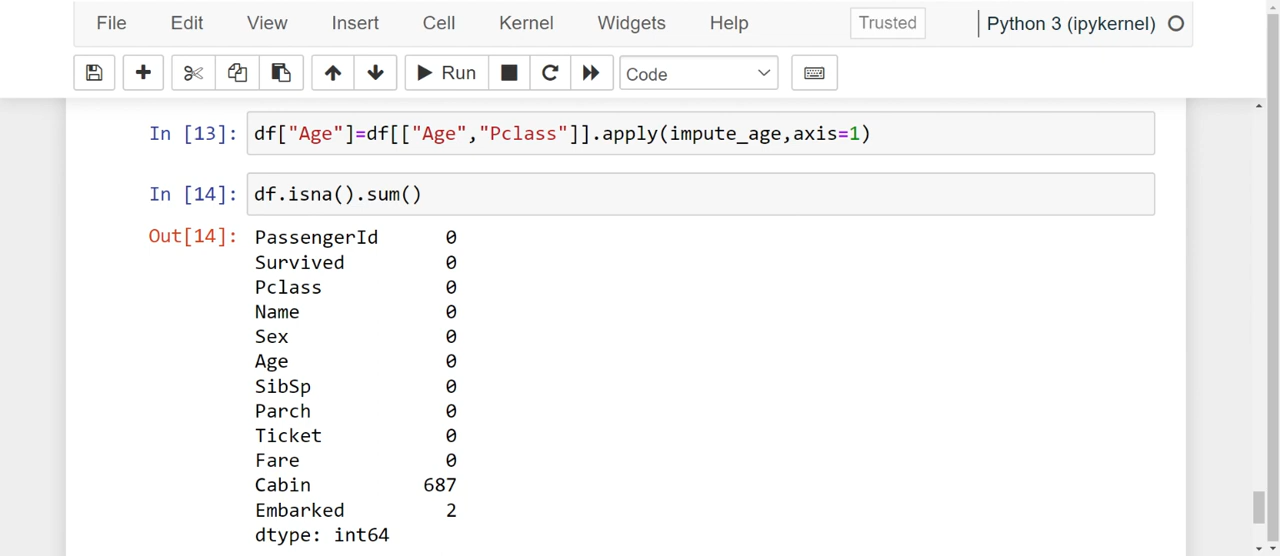 File Edit View Insert Cell Kernel Widgets Help Trusted Python 3 (ipykernel)
Run Code
In [13]: df["Age"]=df[["Age","Pclass"]].apply(impute_age,axis=1)
In [14]: df.isna().sum()
Out[14]: PassengerId 0
Survived 0
Pclass 0
Name 0
Sex 0
Age 0
SibSp 0
Parch 0
Ticket 0
Fare 0
Cabin 687
Embarked 2
dtype: int64